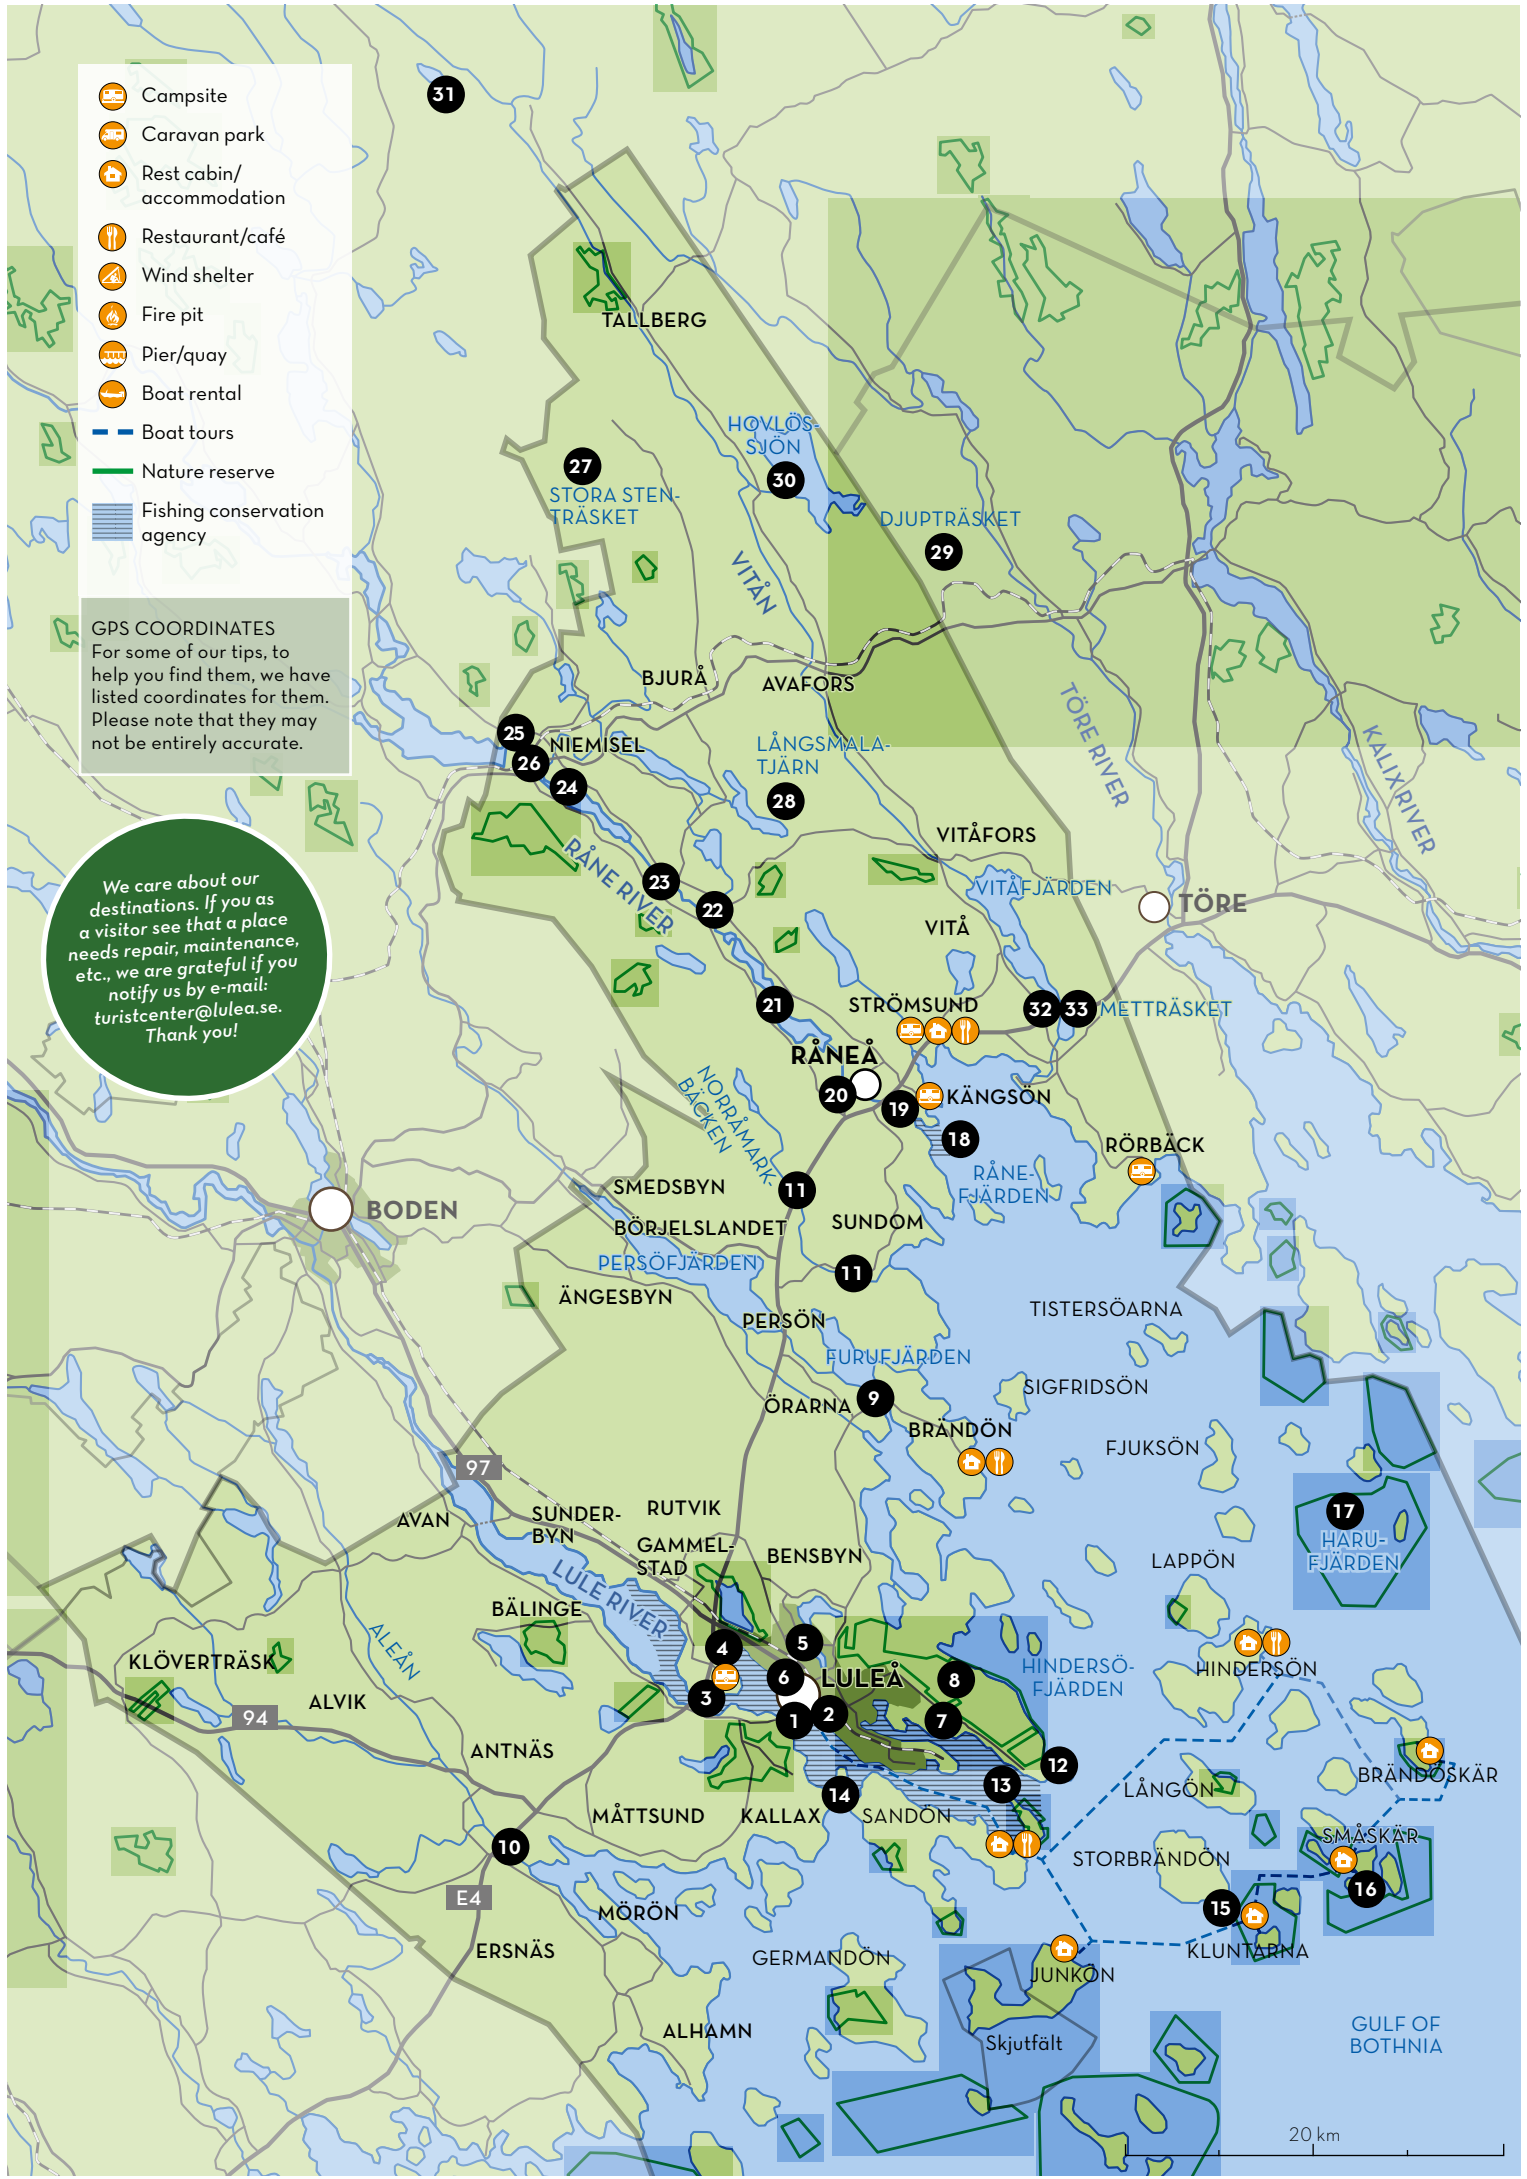 Campsite
Caravan park
Rest cabin/
accommodation
Restaurant/café
Wind shelter
Fire pit
Pier/quay
Boat rental
Boat tours
Nature reserve
Fishing conservation
agency
GPS COORDINATES
For some of our tips, to
help you find them, we have
listed coordinates for them.
Please note that they may
not be entirely accurate.
We care about our
destinations. If you as
a visitor see that a place
needs repair, maintenance,
etc., we are grateful if you
notify us by e-mail:
turistcenter@lulea.se.
Thank you!
31
TALLBERG
HOVLÖS-
SJÖN
30
27
STORA STEN-
TRÄSKET
DJUPTRÄSKET
29
VITÅN
BJURÅ
AVAFORS
TÖRE RIVER
KALIX RIVER
25
NIEMISEL
26
24
LÅNGSMALA-
TJÄRN
28
VITÅFORS
RÅNE RIVER
23
22
VITÅFJÄRDEN
TÖRE
VITÅ
21
STRÖMSUND
32
33
METTRÄSKET
RÅNEÅ
20
19
KÄNGSÖN
18
NORRÅMARK-
BÄCKEN
RÖRBÄCK
RÅNE-
FJÄRDEN
SMEDSBYN
11
BODEN
BÖRJELSLANDET
SUNDOM
PERSÖFJÄRDEN
11
ÄNGESBYN
TISTERSÖARNA
PERSÖN
FURUFJÄRDEN
SIGFRIDSÖN
ÖRARNA
9
BRÄNDÖN
FJUKSÖN
97
AVAN
SUNDER-
BYN
RUTVIK
GAMMEL-
STAD
BENSBYN
17
HARU-
FJÄRDEN
LAPPÖN
LULE RIVER
BÄLINGE
ALEÅN
KLÖVERTRÄSK
4
5
6
LULEÅ
3
1
2
8
7
HINDERSÖ-
FJÄRDEN
HINDERSÖN
ALVIK
94
ANTNÄS
12
13
14
BRÄNDÖSKÄR
LÅNGÖN
MÅTTSUND
KALLAX
SANDÖN
10
SMÅSKÄR
STORBRÄNDÖN
16
15
E4
MÖRÖN
KLUNTARNA
ERSNÄS
GERMANDÖN
JUNKÖN
ALHAMN
Skjutfält
GULF OF
BOTHNIA
20 km